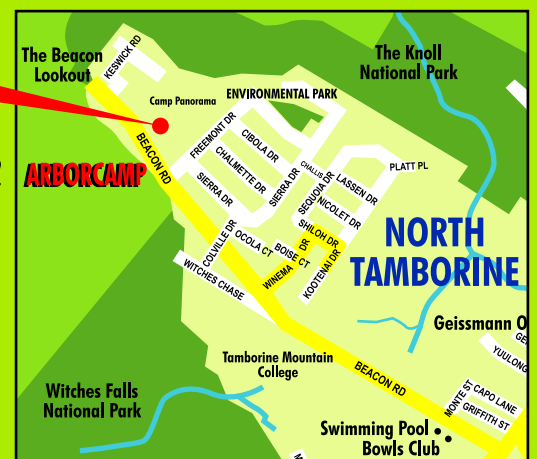 The Beacon
Lookout
KESWICK RD
The Knoll
National Park
Camp Panorama
ENVIRONMENTAL PARK
ARBORCAMP
BEACON RD
FREEMONT DR
CIBOLA DR
CHALMETTE DR
SIERRA DR
SIERRA DR
CHALLIS
SEQUOIA DR
LASSEN DR
NICOLET DR
PLATT PL
SHILOH DR
COLVILLE DR
OCOLA CT
BOISE CT
WINEMA DR
KOOTENAI DR
WITCHES CHASE
NORTH
TAMBORINE
Geissmann O
YUULONG
Tamborine Mountain
College
BEACON RD
Witches Falls
National Park
MONTE ST
CAPO LANE
GRIFFITH ST
Swimming Pool
Bowls Club